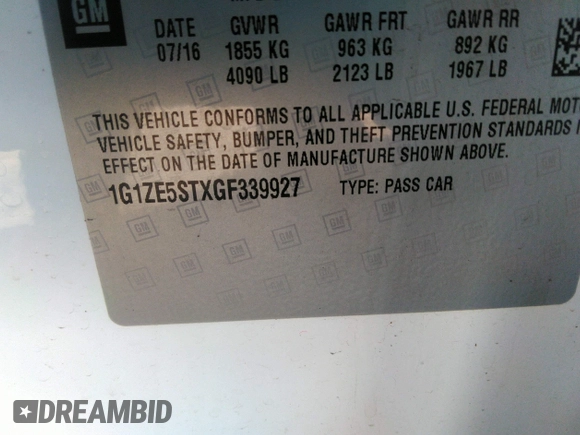 GM
DATE GVWR GAWR FRT GAWR RR
07/16 1855 KG 963 KG 892 KG
4090 LB 2123 LB 1967 LB
THIS VEHICLE CONFORMS TO ALL APPLICABLE U.S. FEDERAL MOT
VEHICLE SAFETY, BUMPER, AND THEFT PREVENTION STANDARDS I
EFFECT ON THE DATE OF MANUFACTURE SHOWN ABOVE.
1G1ZE5STXGF339927 TYPE: PASS CAR
DREAMBID